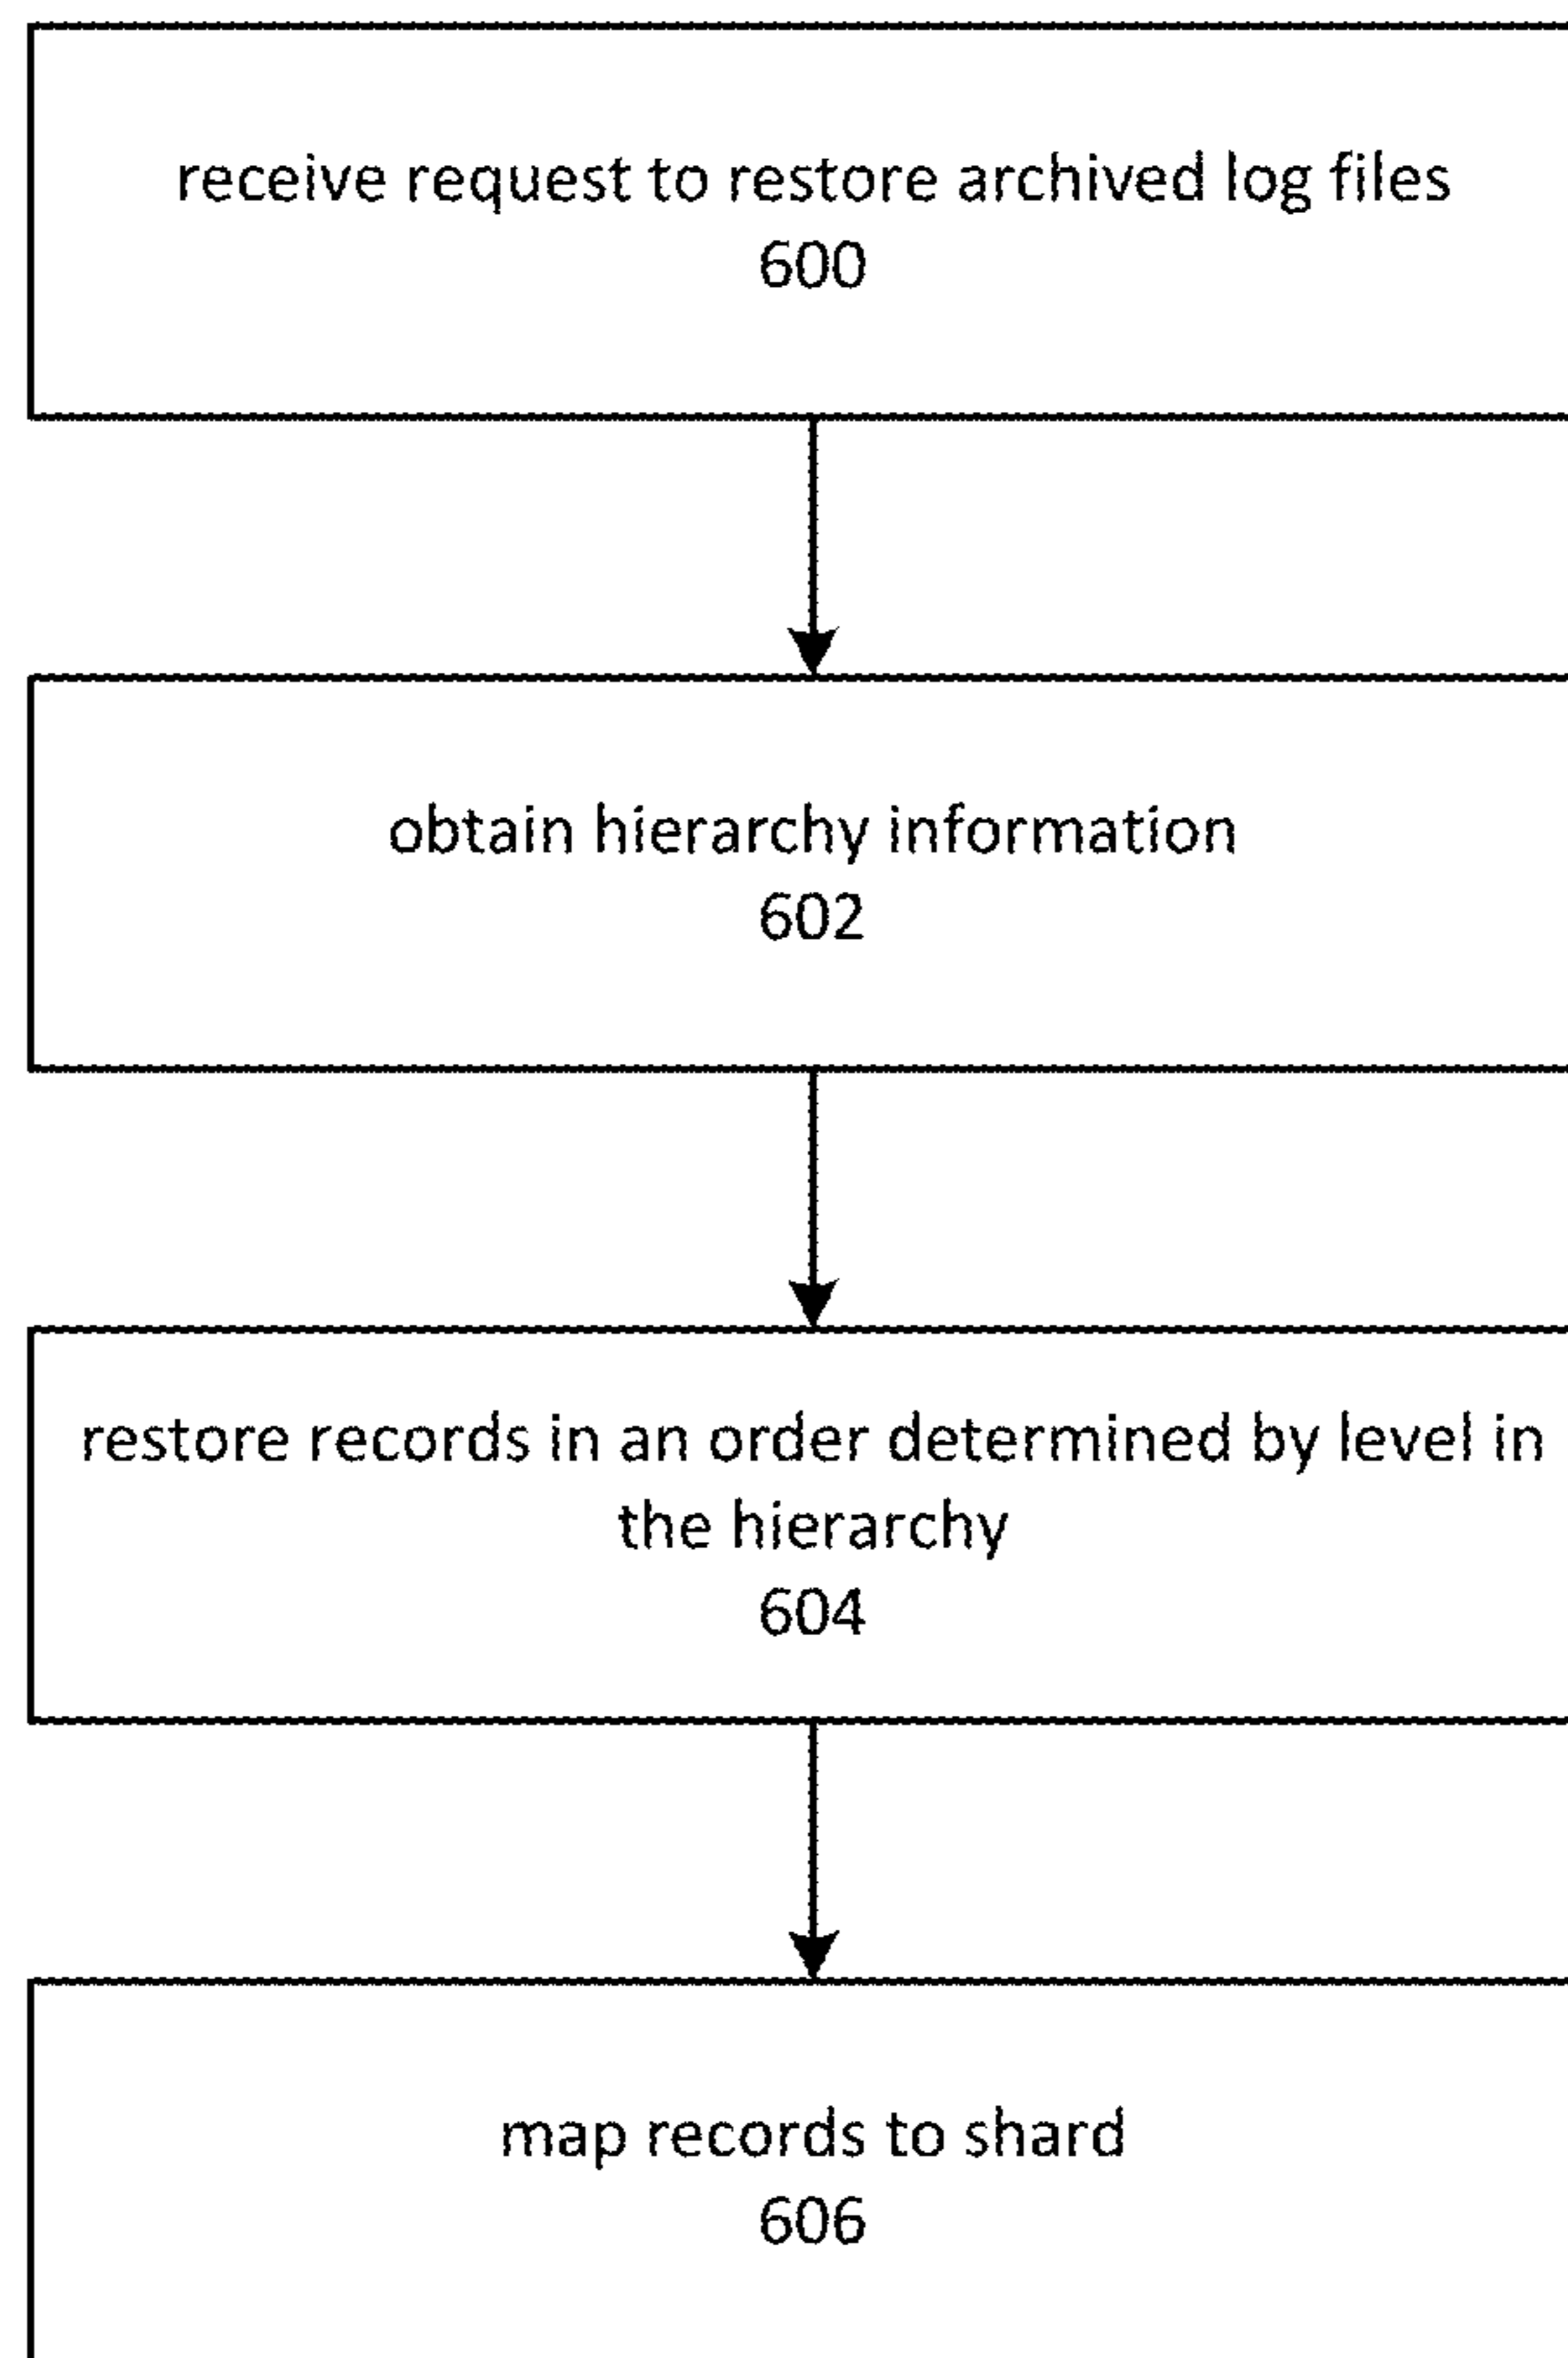 receive request to restore archived log files
600
obtain hierarchy information
602
restore records in an order determined by level in
the hierarchy
604
map records to shard
606